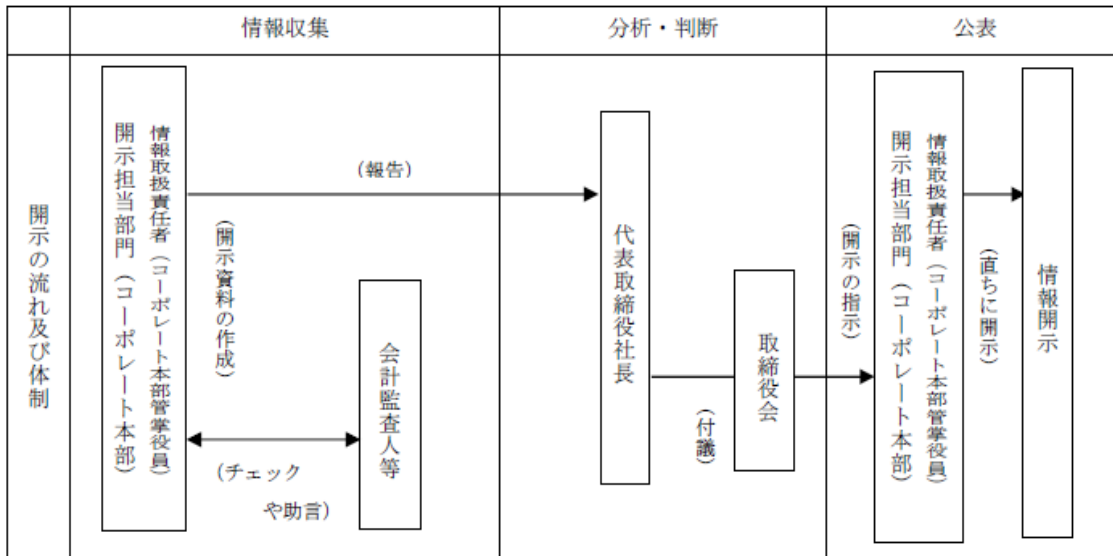 情報収集
分析・判断
公表
開示の流れ及び体制
情報取扱責任者（コーポレート本部管掌役員）
開示担当部門（コーポレート本部）
（報告）
（開示資料の作成）
会計監査人等
（チェック
や助言）
代表取締役社長
（付議）
取締役会
（開示の指示）
情報取扱責任者（コーポレート本部管掌役員）
開示担当部門（コーポレート本部）
（直ちに開示）
情報開示